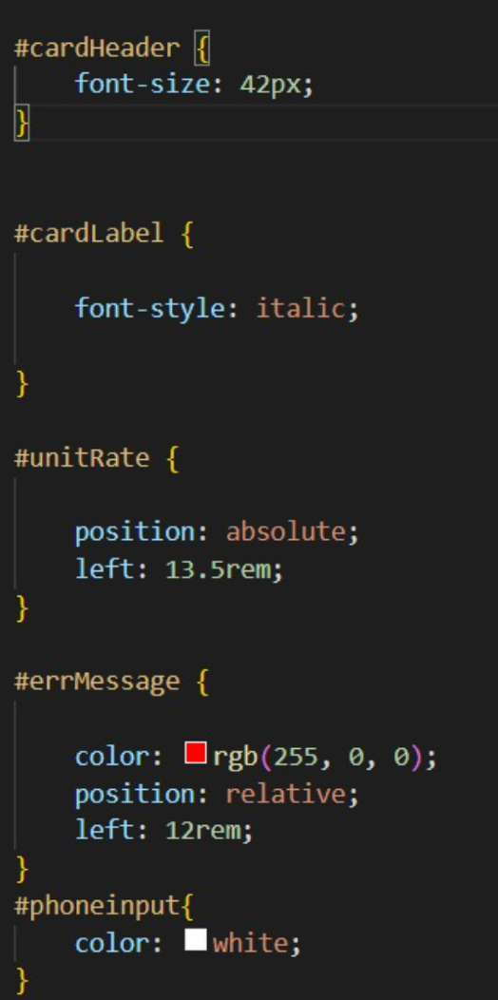 #cardHeader {
    font-size: 42px;
}
#cardLabel {
    font-style: italic;
}
#unitRate {
    position: absolute;
    left: 13.5rem;
}
#errMessage {
    color: rgb(255, 0, 0);
    position: relative;
    left: 12rem;
}
#phoneinput{
    color: white;
}